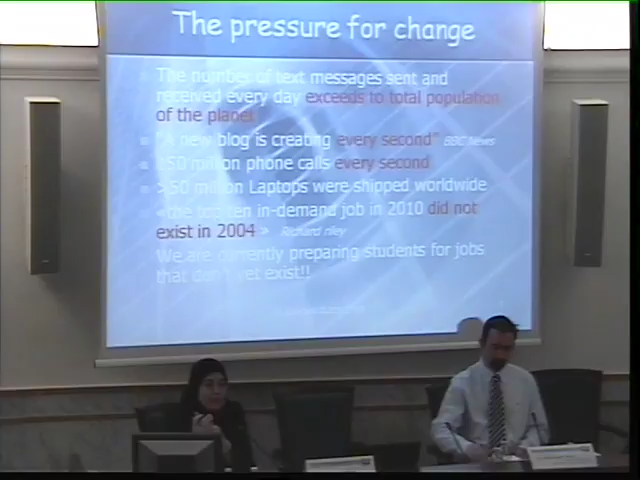 The pressure for change
The number of text messages sent and
received every day exceeds to total population
of the planet
"A new blog is creating every second" BBC News
150 million phone calls every second
>50 million Laptops were shipped worldwide
«the top ten in-demand job in 2010 did not
exist in 2004 » Richard riley
We are currently preparing students for jobs
that don't yet exist!!